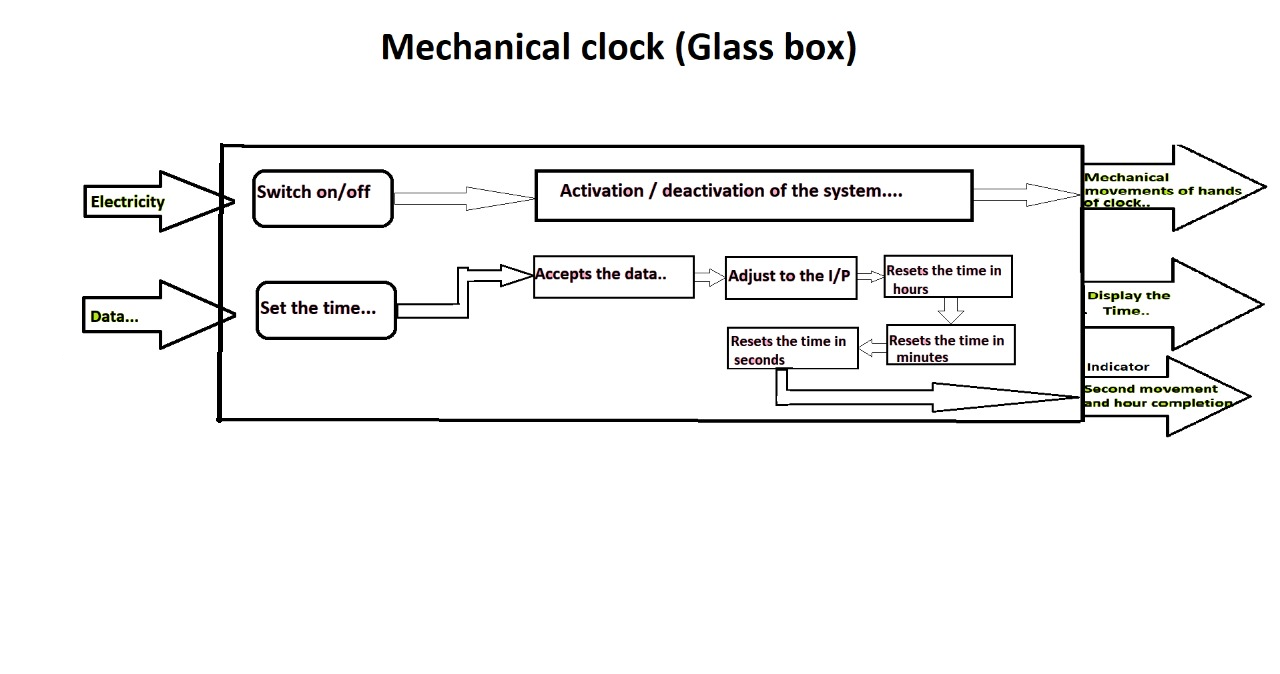 Mechanical clock (Glass box)
Electricity
Switch on/off
Activation / deactivation of the system....
Mechanical
movements of hands
of clock..
Data...
Set the time...
Accepts the data..
Adjust to the I/P
Resets the time in
hours
Resets the time in
minutes
Resets the time in
seconds
Display the
Time..
Indicator
Second movement
and hour completion